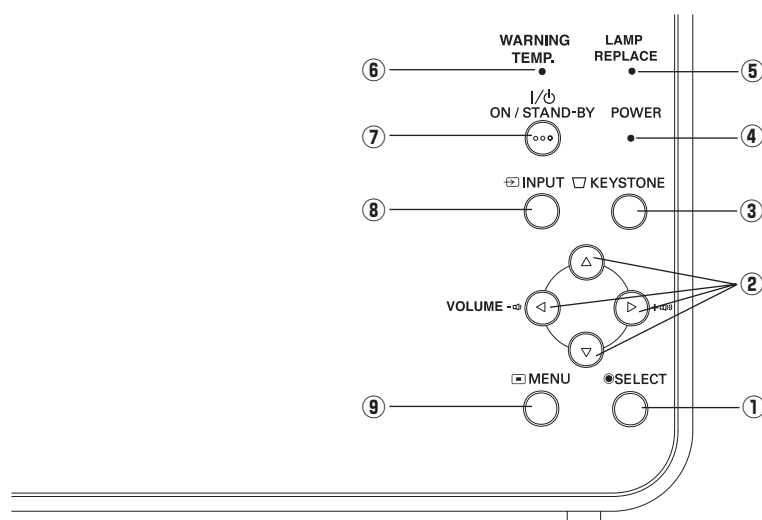 WARNING TEMP.
LAMP REPLACE
⑥
⑤
I/⏻
ON / STAND-BY
POWER
⑦
④
INPUT
KEYSTONE
⑧
③
②
VOLUME -
+
MENU
SELECT
⑨
①